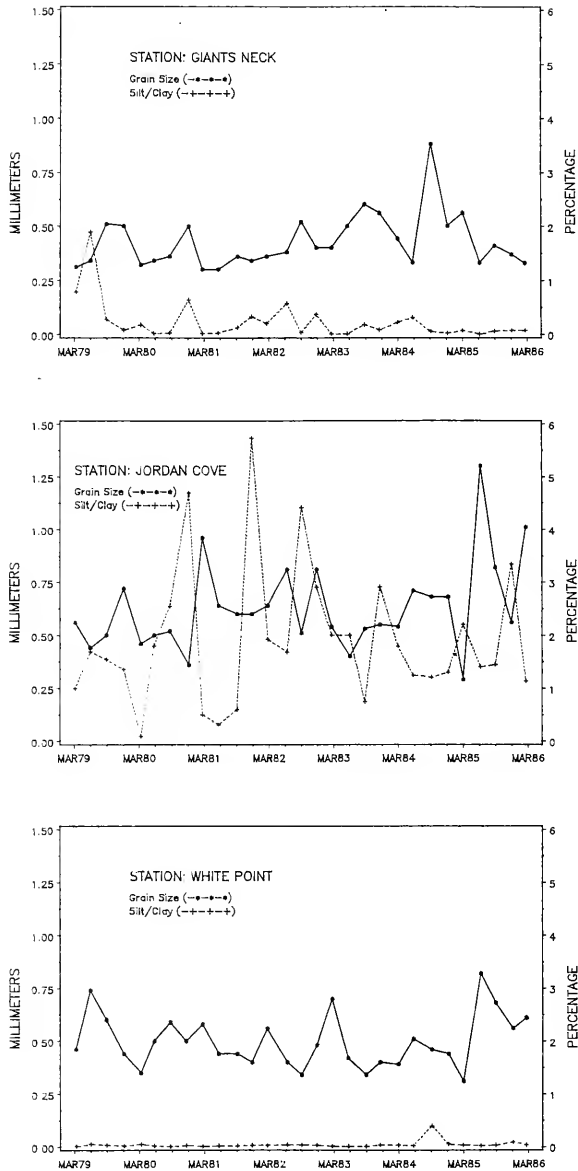 1.50
1.25
1.00
0.75
0.50
0.25
0.00
MILLIMETERS
STATION: GIANTS NECK
Grain Size (-•-•-•)
Silt/Clay (-+-+-+)
6
5
4
3
2
1
0
PERCENTAGE
MAR79 MAR80 MAR81 MAR82 MAR83 MAR84 MAR85 MAR86
1.50
1.25
1.00
0.75
0.50
0.25
0.00
MILLIMETERS
STATION: JORDAN COVE
Grain Size (-•-•-•)
Silt/Clay (-+-+-+)
6
5
4
3
2
1
0
PERCENTAGE
MAR79 MAR80 MAR81 MAR82 MAR83 MAR84 MAR85 MAR86
1.50
1.25
1.00
0.75
0.50
0.25
0.00
MILLIMETERS
STATION: WHITE POINT
Grain Size (-•-•-•)
Silt/Clay (-+-+-+)
6
5
4
3
2
1
0
PERCENTAGE
MAR79 MAR80 MAR81 MAR82 MAR83 MAR84 MAR85 MAR86